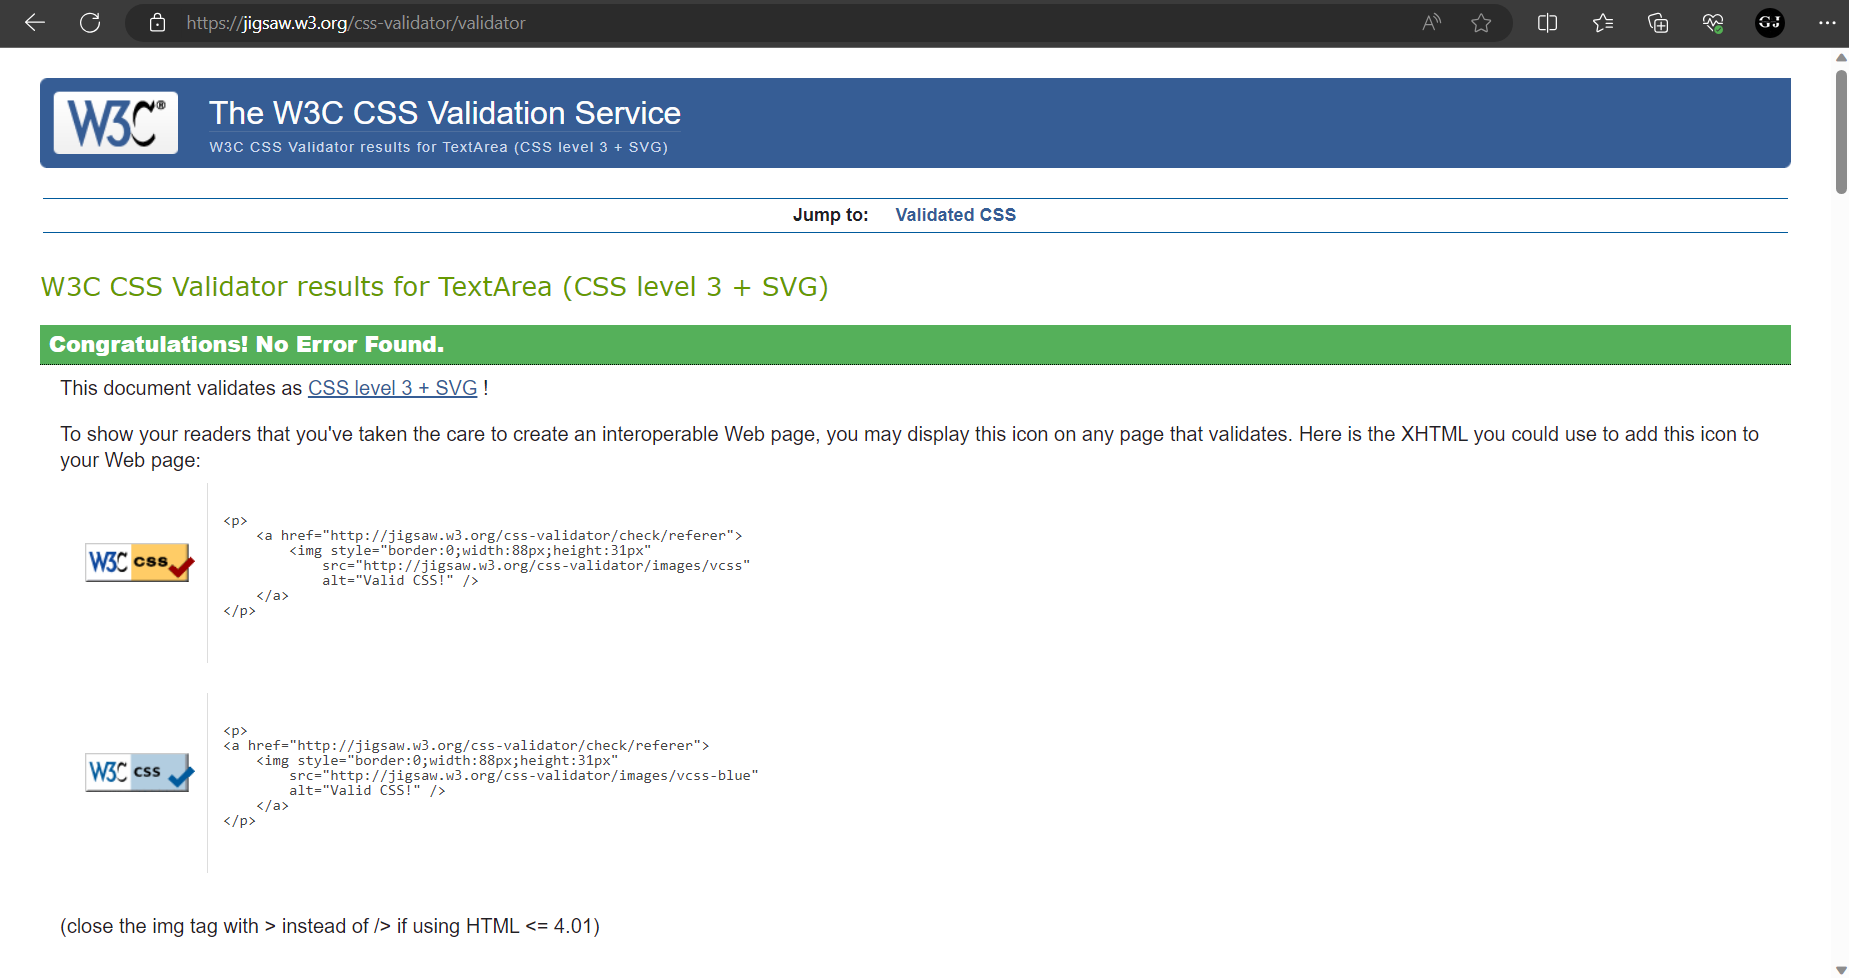 https://jigsaw.w3.org/css-validator/validator
GJ
W3C®
The W3C CSS Validation Service
W3C CSS Validator results for TextArea (CSS level 3 + SVG)
Jump to: Validated CSS
W3C CSS Validator results for TextArea (CSS level 3 + SVG)
Congratulations! No Error Found.
This document validates as CSS level 3 + SVG !
To show your readers that you've taken the care to create an interoperable Web page, you may display this icon on any page that validates. Here is the XHTML you could use to add this icon to
your Web page:
W3C css
<p>
<a href="http://jigsaw.w3.org/css-validator/check/referer">
<img style="border:0;width:88px;height:31px"
src="http://jigsaw.w3.org/css-validator/images/vcss"
alt="Valid CSS!" />
</a>
</p>
W3C css
<p>
<a href="http://jigsaw.w3.org/css-validator/check/referer">
<img style="border:0;width:88px;height:31px"
src="http://jigsaw.w3.org/css-validator/images/vcss-blue"
alt="Valid CSS!" />
</a>
</p>
(close the img tag with > instead of /> if using HTML <= 4.01)